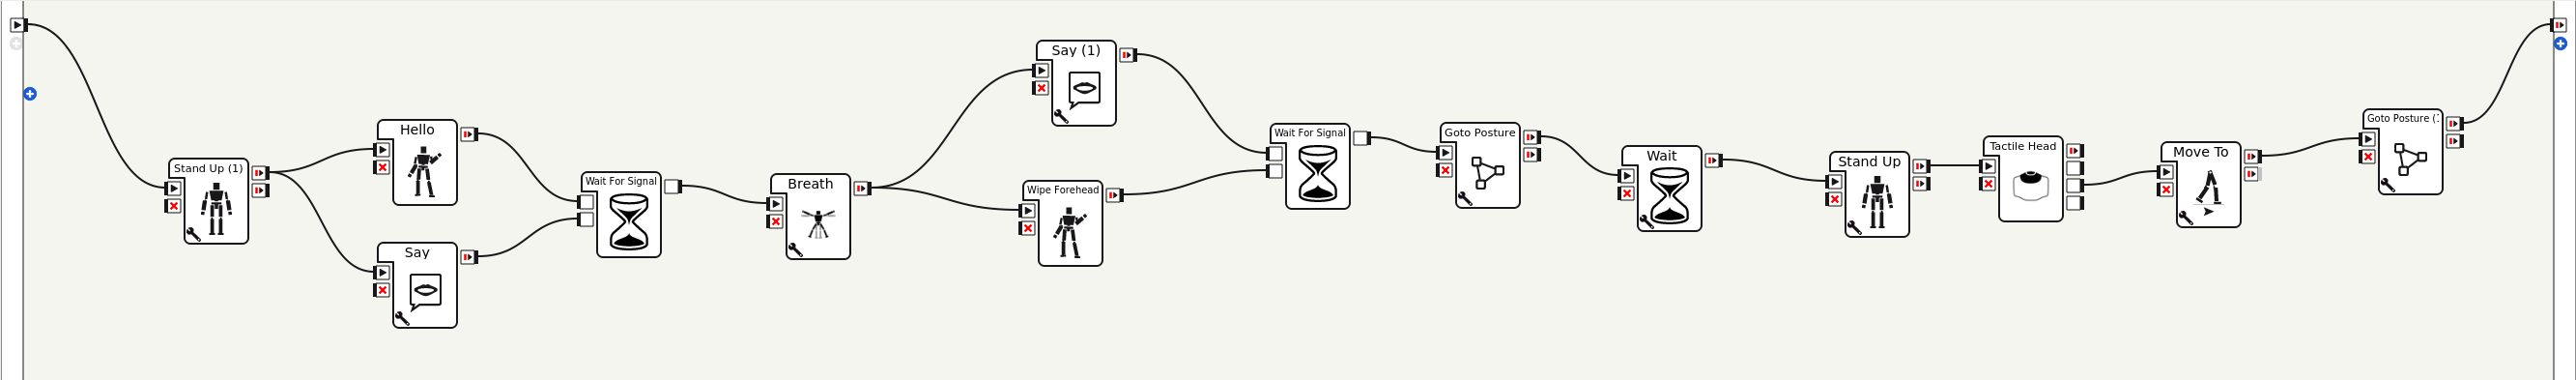 Stand Up (1)
Hello
Say
Wait For Signal
Breath
Say (1)
Wipe Forehead
Wait For Signal
Goto Posture
Wait
Stand Up
Tactile Head
Move To
Goto Posture (